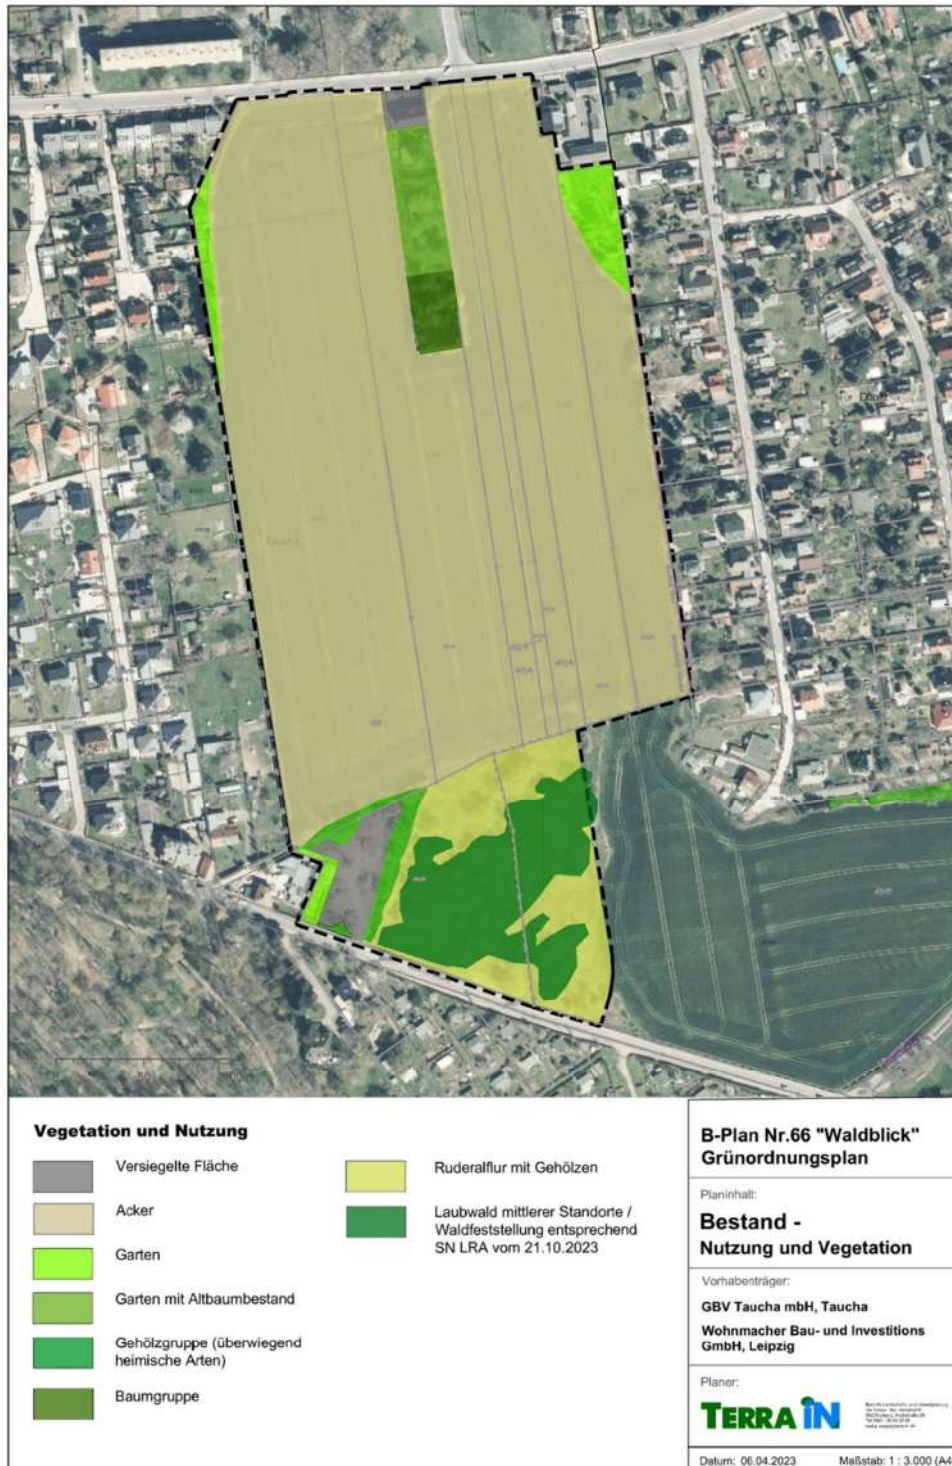 Vegetation und Nutzung
Versiegelte Fläche
Acker
Garten
Garten mit Altbaumbestand
Gehölzgruppe (überwiegend
heimische Arten)
Baumgruppe
Ruderalflur mit Gehölzen
Laubwald mittlerer Standorte /
Waldfeststellung entsprechend
SN LRA vom 21.10.2023
B-Plan Nr.66 "Waldblick"
Grünordnungsplan
Planinhalt:
Bestand -
Nutzung und Vegetation
Vorhabenträger:
GBV Taucha mbH, Taucha
Wohnmacher Bau- und Investitions
GmbH, Leipzig
Planer:
TERRA IN
Datum: 06.04.2023
Maßstab: 1 : 3.000 (A4